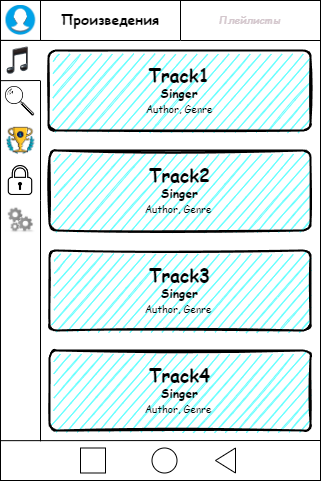 Произведения
Плейлисты
Track1
Singer
Author, Genre
Track2
Singer
Author, Genre
Track3
Singer
Author, Genre
Track4
Singer
Author, Genre